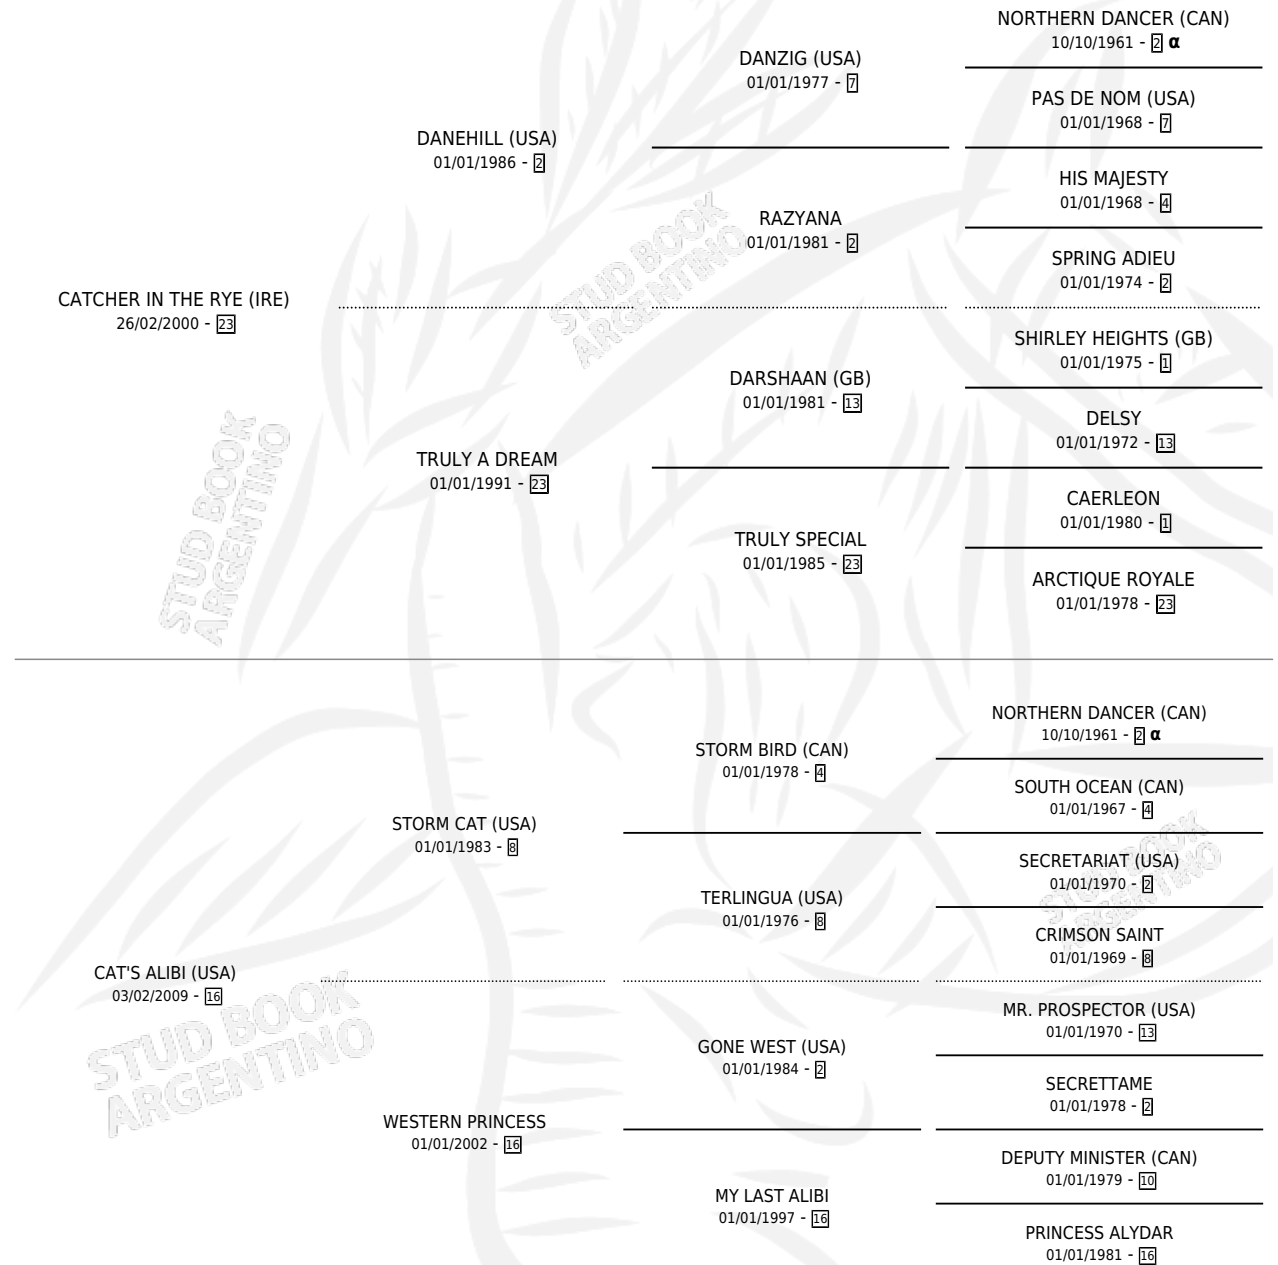 NORTHERN DANCER (CAN)
10/10/1961 - 2 α
DANZIG (USA)
01/01/1977 - 7
PAS DE NOM (USA)
01/01/1968 - 7
DANEHILL (USA)
01/01/1986 - 2
HIS MAJESTY
01/01/1968 - 4
RAZYANA
01/01/1981 - 2
SPRING ADIEU
01/01/1974 - 2
CATCHER IN THE RYE (IRE)
26/02/2000 - 23
SHIRLEY HEIGHTS (GB)
01/01/1975 - 1
DARSHAAN (GB)
01/01/1981 - 13
DELSY
01/01/1972 - 13
TRULY A DREAM
01/01/1991 - 23
CAERLEON
01/01/1980 - 1
TRULY SPECIAL
01/01/1985 - 23
ARCTIQUE ROYALE
01/01/1978 - 23
NORTHERN DANCER (CAN)
10/10/1961 - 2 α
STORM BIRD (CAN)
01/01/1978 - 4
SOUTH OCEAN (CAN)
01/01/1967 - 4
STORM CAT (USA)
01/01/1983 - 8
SECRETARIAT (USA)
01/01/1970 - 2
TERLINGUA (USA)
01/01/1976 - 8
CRIMSON SAINT
01/01/1969 - 8
CAT'S ALIBI (USA)
03/02/2009 - 16
MR. PROSPECTOR (USA)
01/01/1970 - 13
GONE WEST (USA)
01/01/1984 - 2
SECRETTAME
01/01/1978 - 2
WESTERN PRINCESS
01/01/2002 - 16
DEPUTY MINISTER (CAN)
01/01/1979 - 10
MY LAST ALIBI
01/01/1997 - 16
PRINCESS ALYDAR
01/01/1981 - 16
STUD BOOK
ARGENTINO
STUD BOOK
ARGENTINO
STUD BOOK
ARGENTINO
STUD BOOK
ARGENTINO